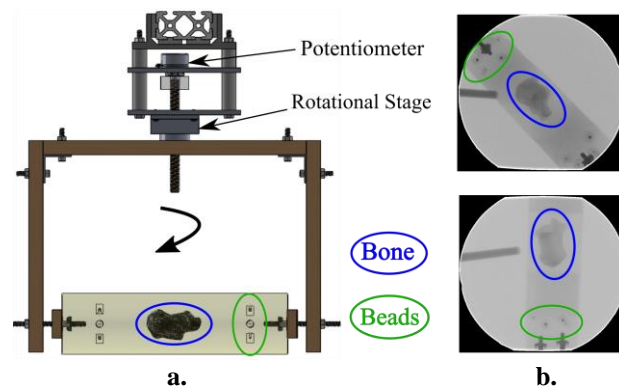 Potentiometer
Rotational Stage
Bone
Beads
a.
b.